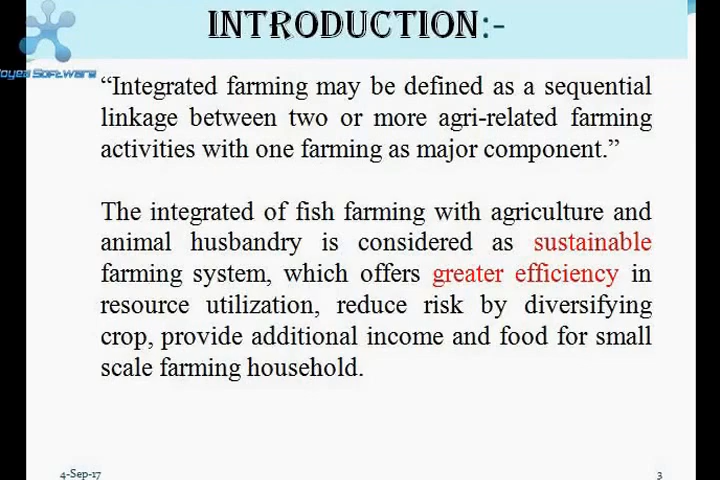 INTRODUCTION:-
“Integrated farming may be defined as a sequential
linkage between two or more agri-related farming
activities with one farming as major component.”
The integrated of fish farming with agriculture and
animal husbandry is considered as sustainable
farming system, which offers greater efficiency in
resource utilization, reduce risk by diversifying
crop, provide additional income and food for small
scale farming household.
4-Sep-17
3
Software